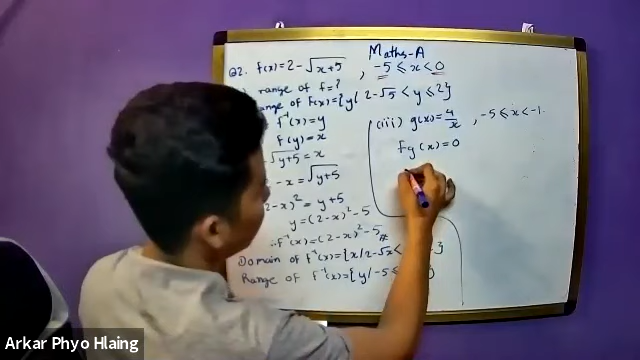 Maths-A
Q2. f(x)=2-√x+5 , -5≤x<0
range of f=?
range of f(x)={y/ 2-√5 < y ≤ 2}
f⁻¹(x)=y
f(y)=x
√y+5=x
-x=√y+5
2-x)²=y+5
y=(2-x)²-5
∴f⁻¹(x)=(2-x)²-5#
Domain of f⁻¹(x)={x/2-√5<
Range of f⁻¹(x)={y/-5≤
(iii) g(x)=4/x , -5≤x<-1.
fg(x)=0
Arkar Phyo Hlaing